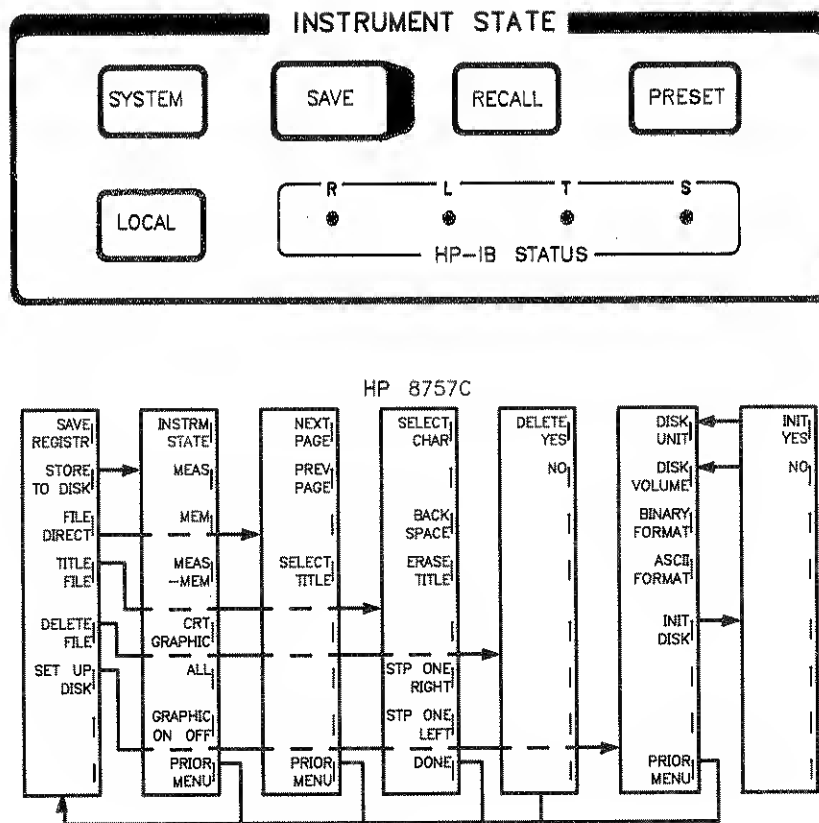 INSTRUMENT STATE
SYSTEM
SAVE
RECALL
PRESET
LOCAL
R L T S
HP-IB STATUS
HP 8757C
SAVE
REGISTR
STORE
TO DISK
FILE
DIRECT
TITLE
FILE
DELETE
FILE
SET UP
DISK
INSTRM
STATE
MEAS
MEM
MEAS
-MEM
CRT
GRAPHIC
ALL
GRAPHIC
ON OFF
PRIOR
MENU
NEXT
PAGE
PREV
PAGE
SELECT
TITLE
PRIOR
MENU
SELECT
CHAR
BACK
SPACE
ERASE
TITLE
STP ONE
RIGHT
STP ONE
LEFT
DONE
DELETE
YES
NO
DISK
UNIT
DISK
VOLUME
BINARY
FORMAT
ASCII
FORMAT
INIT
DISK
PRIOR
MENU
INIT
YES
NO